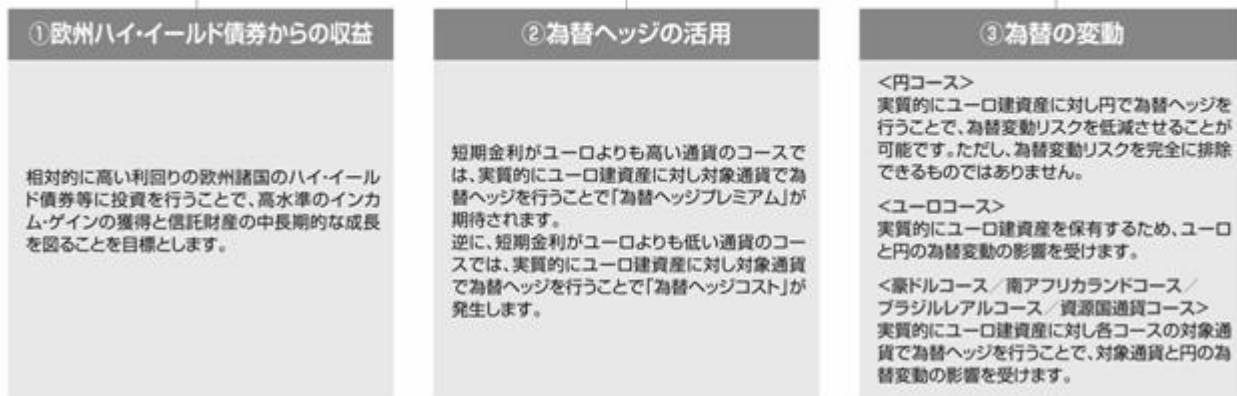 ①欧州ハイ・イールド債券からの収益
相対的に高い利回りの欧州諸国のハイ・イール
ド債券等に投資を行うことで、高水準のインカ
ム・ゲインの獲得と信託財産の中長期的な成長
を図ることを目標とします。
②為替ヘッジの活用
短期金利がユーロよりも高い通貨のコースで
は、実質的にユーロ建資産に対し対象通貨で為
替ヘッジを行うことで「為替ヘッジプレミアム」が
期待されます。
逆に、短期金利がユーロよりも低い通貨のコー
スでは、実質的にユーロ建資産に対し対象通貨
で為替ヘッジを行うことで「為替ヘッジコスト」が
発生します。
③為替の変動
<円コース>
実質的にユーロ建資産に対し円で為替ヘッジを
行うことで、為替変動リスクを低減させることが
可能です。ただし、為替変動リスクを完全に排除
できるものではありません。
<ユーロコース>
実質的にユーロ建資産を保有するため、ユーロ
と円の為替変動の影響を受けます。
<豪ドルコース／南アフリカランドコース／
ブラジルレアルコース／資源国通貨コース>
実質的にユーロ建資産に対し各コースの対象通
貨で為替ヘッジを行うことで、対象通貨と円の為
替変動の影響を受けます。